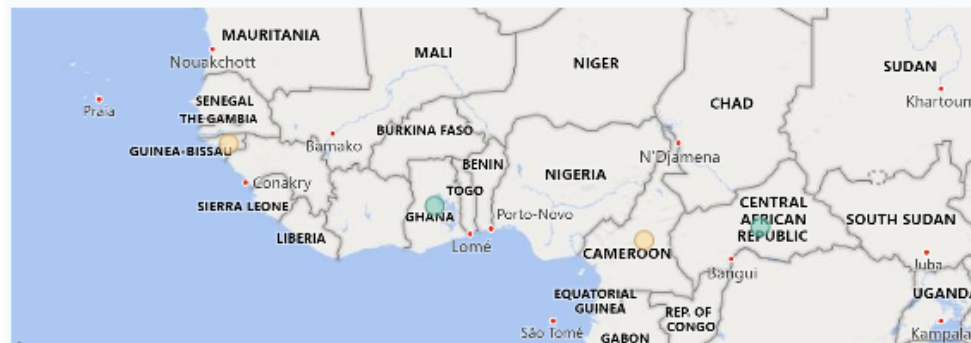 MAURITANIA
Nouakchott
MALI
NIGER
SUDAN
Khartoum
Praia
SENEGAL
THE GAMBIA
CHAD
BURKINA FASO
GUINEA-BISSAU
Bamako
N'Djamena
BENIN
NIGERIA
Conakry
TOGO
SIERRA LEONE
GHANA
Porto-Novo
CENTRAL
AFRICAN
REPUBLIC
SOUTH SUDAN
LIBERIA
Lomé
CAMEROON
Bangui
Juba
EQUATORIAL
GUINEA
UGANDA
REP. OF
CONGO
São Tomé
GABON
Kampala